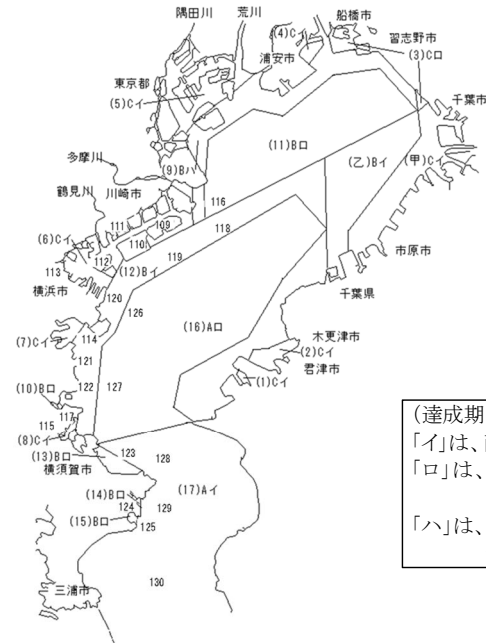 隅田川
荒川
(4)Cイ
船橋市
習志野市
(3)Cロ
浦安市
東京都
(5)Cイ
千葉市
(11)Bロ
(乙)Bイ
(甲)Cイ
多摩川
(9)Bハ
鶴見川
川崎市
116
111
109
118
(6)Cイ
110
119
市原市
112
113
(12)Bイ
横浜市
千葉県
120
126
(16)Aロ
114
木更津市
(7)Cイ
(2)Cイ
121
君津市
(1)Cイ
122
127
(10)Bロ
117
115
(8)Cイ
(13)Bロ
123
128
横須賀市
(17)Aイ
(14)Bロ
124
129
(15)Bロ
125
130
三浦市
(達成期
「イ」は、
「ロ」は、
「ハ」は、